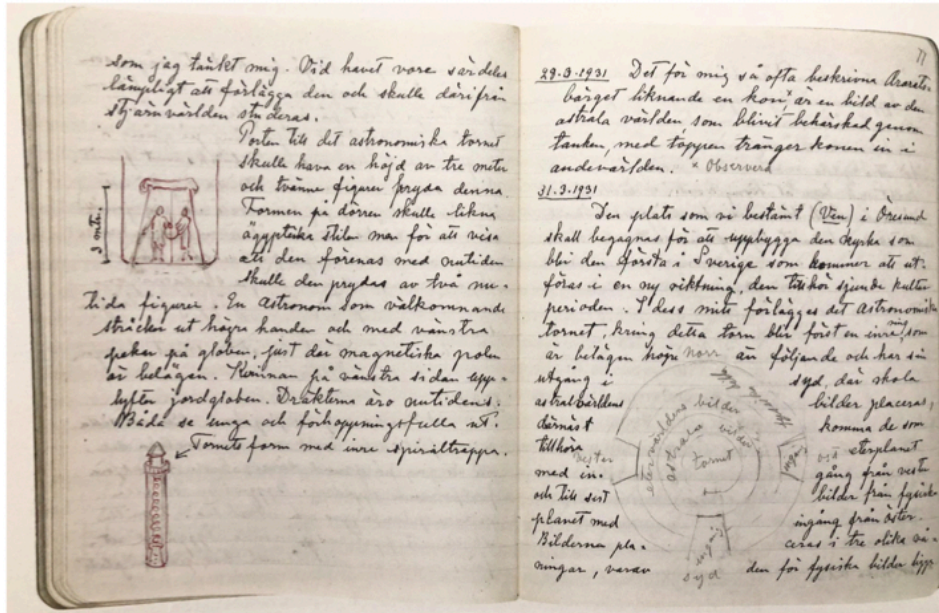 som jag tänkt mig. Vid havet vore särdeles
lämpligt att förlägga den och skulle därifrån
stjärnvärlden studeras.
Porten till det astronomiska tornet
skulle hava en höjd av tre meter
och tvänne figurer pryda denna.
Formen på dörren skulle likna
ägyptiska stilen men för att visa
att den förenas med nutiden
skulle den prydas av två nu-
tida figurer. En astronom som välkomnande
sträcker ut högra handen och med vänstra
pekar på globen, just där magnetiska polen
är belägen. Kvinnan på vänstra sidan upp-
lyfter jordgloben. Dräkterna äro nutidens.
Båda se unga och förhoppningsfulla ut.
Tornets form med inre spiraltrappa.
3 mtr.
77
29.3.1931 Det för mig så ofta beskrivna Ararats-
bärget liknande en kon, x är en bild av den
astrala världen som blivit behärskad genom
tanken, med toppen tränger konen in i
andevärlden. x Observera
31.3.1931
Den plats som vi bestämt (Ven) i Öresund
skall begagnas för att uppbygga den kyrka som
blir den första i Sverige som kommer att ut-
föras i en ny riktning, den tillhör sjunde kultur
perioden. I dess mitt förlägges det Astronomiska
tornet, kring detta torn blir först en inre ring, som
är belägen högre norr än följande och har sin
utgång i syd, där skola
astralvärldens bilder placeras,
därnäst komma de som
tillhöra eterplanet
med in- gång från väster
och till sist bilder från fysiska
planet med ingång från öster.
Bilderna pla- ceras i tre olika vå-
ningar, varav den för fysiska bilder ligger
etervärldens bilder
astrala bilder
tornet
väster
ingång
ingång
syd